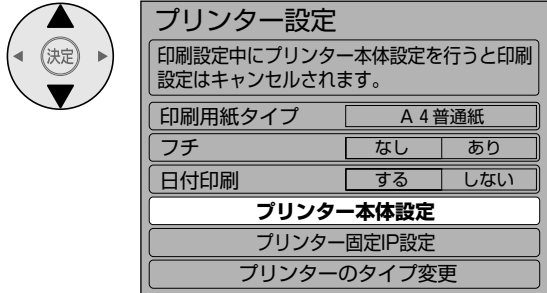 決定
プリンター設定
印刷設定中にプリンター本体設定を行うと印刷
設定はキャンセルされます。
印刷用紙タイプ A4普通紙
フチ なし あり
日付印刷 する しない
プリンター本体設定
プリンター固定IP設定
プリンターのタイプ変更